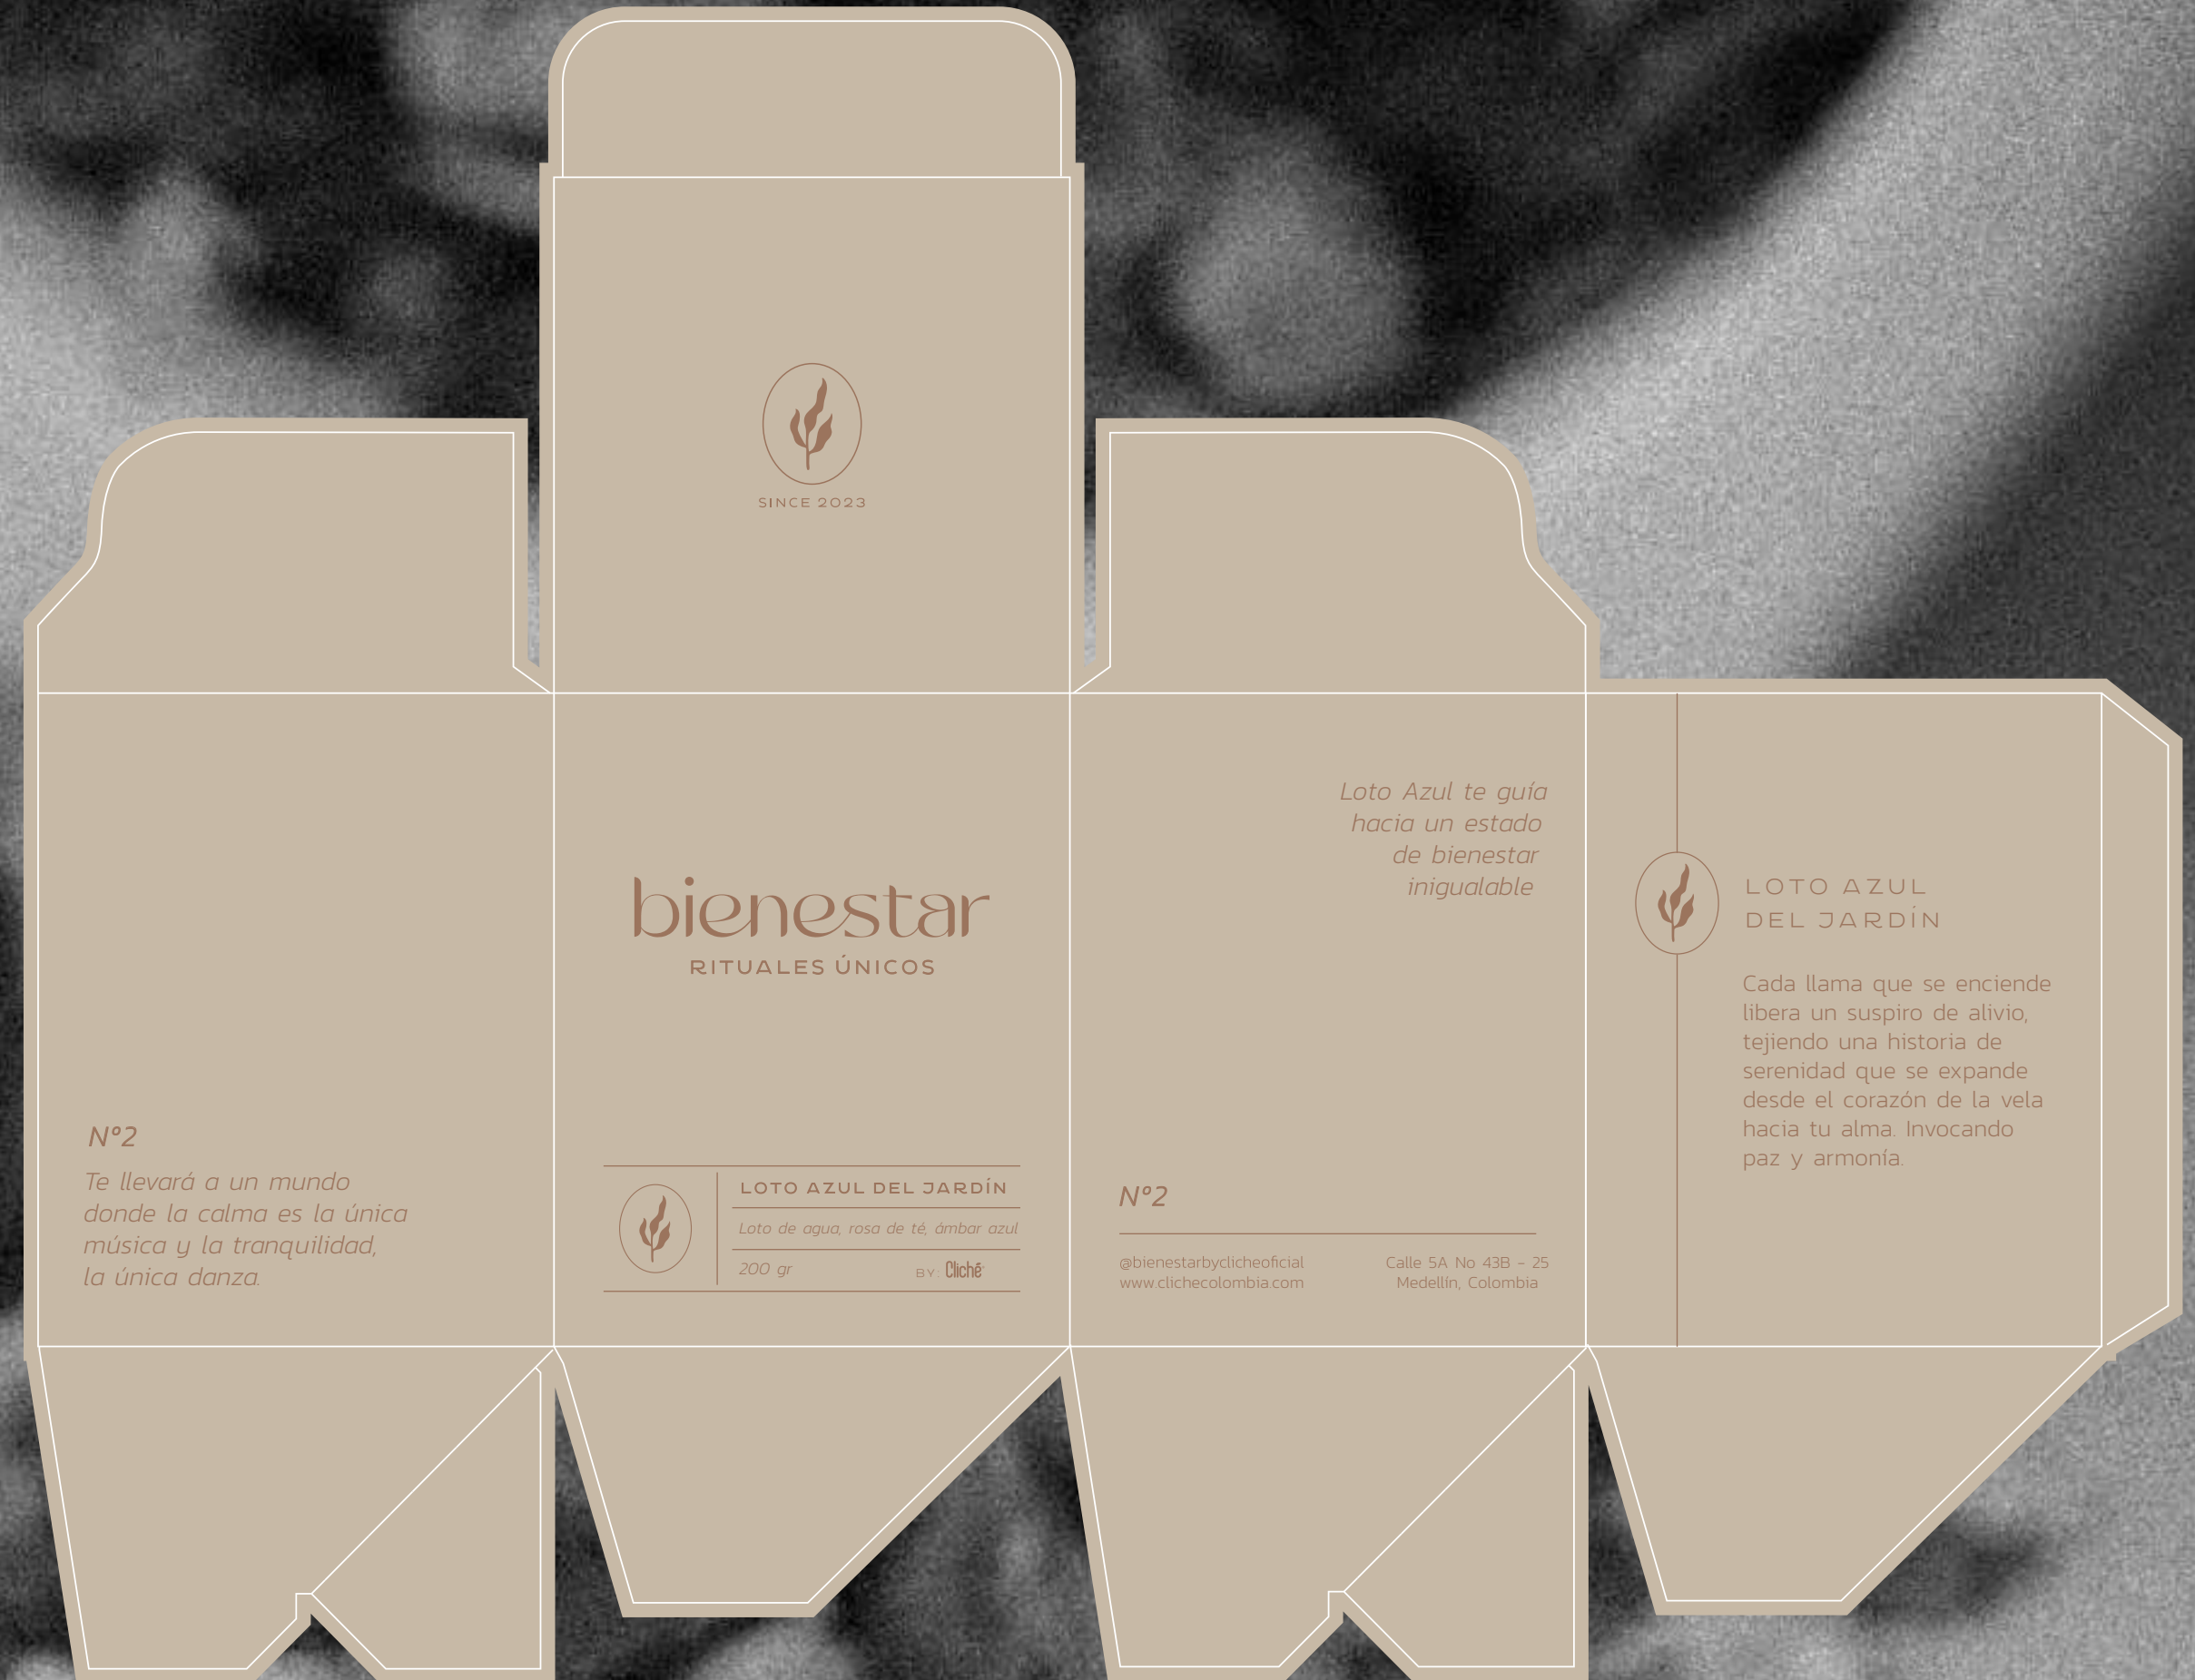 SINCE 2023
N°2
Te llevará a un mundo
donde la calma es la única
música y la tranquilidad,
la única danza.
bienestar
RITUALES ÚNICOS
LOTO AZUL DEL JARDÍN
Loto de agua, rosa de té, ámbar azul
200 gr
BY: Cliché
Loto Azul te guía
hacia un estado
de bienestar
inigualable
N°2
@bienestarbyclicheoficial
www.clichecolombia.com
Calle 5A No 43B - 25
Medellín, Colombia
LOTO AZUL
DEL JARDÍN
Cada llama que se enciende
libera un suspiro de alivio,
tejiendo una historia de
serenidad que se expande
desde el corazón de la vela
hacia tu alma. Invocando
paz y armonía.